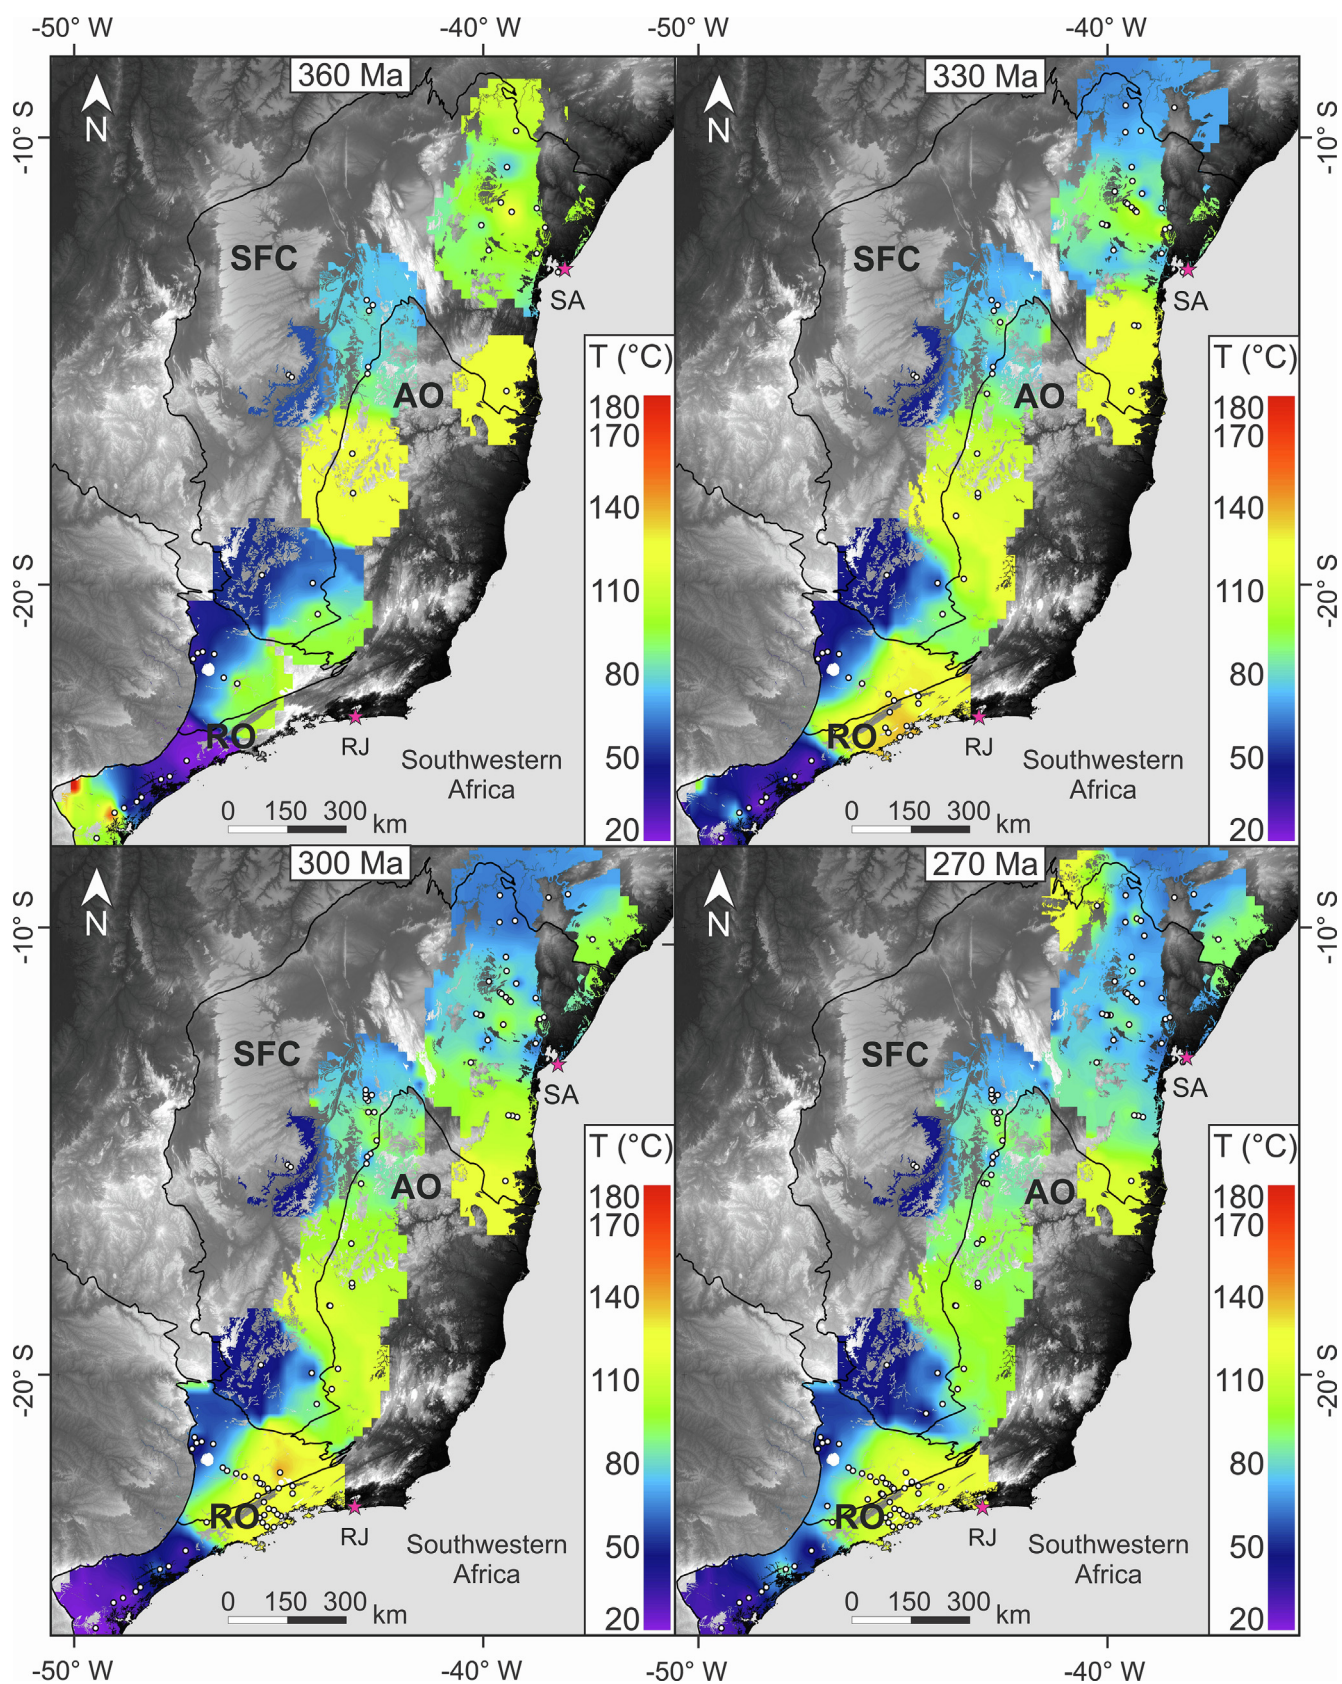 -50° W
-40° W
-50° W
-40° W
360 Ma
330 Ma
N
N
-10° S
-10° S
SFC
SFC
SA
SA
T (°C)
T (°C)
AO
AO
180
180
170
170
140
140
-20° S
-20° S
110
110
80
80
RO
RO
RJ
RJ
Southwestern
Africa
Southwestern
Africa
50
50
0 150 300 km
0 150 300 km
20
20
300 Ma
270 Ma
N
N
-10° S
-10° S
SFC
SFC
SA
SA
T (°C)
T (°C)
AO
AO
180
180
170
170
140
140
-20° S
-20° S
110
110
80
80
RO
RO
RJ
RJ
Southwestern
Africa
Southwestern
Africa
50
50
0 150 300 km
0 150 300 km
20
20
-50° W
-40° W
-50° W
-40° W